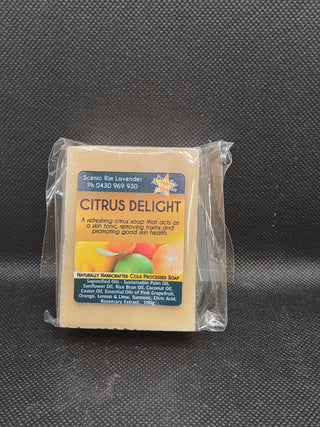 Scenic Rim Lavender
Ph 0430 969 930
CITRUS DELIGHT
A refreshing citrus soap that acts as
a skin tonic, removing toxins and
promoting good skin health.
Naturally Handcrafted Cold Processed Soap
Saponified Oils - Sustainable Palm Oil,
Sunflower Oil, Rice Bran Oil, Coconut Oil,
Castor Oil, Essential Oils of Pink Grapefruit,
Orange, Lemon & Lime, Turmeric, Citric Acid,
Rosemary Extract. 100g